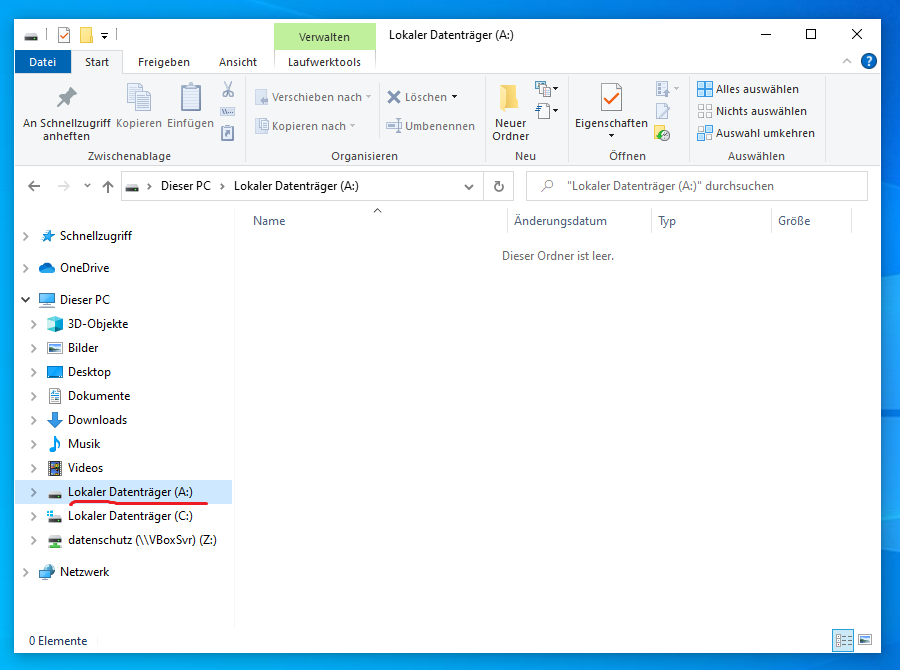 Verwalten
Lokaler Datenträger (A:)
Datei
Start
Freigeben
Ansicht
Laufwerktools
?
An Schnellzugriff
anheften
Kopieren
Einfügen
Zwischenablage
Verschieben nach
Kopieren nach
Löschen
Umbenennen
Organisieren
Neuer
Ordner
Neu
Eigenschaften
Öffnen
Alles auswählen
Nichts auswählen
Auswahl umkehren
Auswählen
Dieser PC
Lokaler Datenträger (A:)
"Lokaler Datenträger (A:)" durchsuchen
Name
Änderungsdatum
Typ
Größe
Dieser Ordner ist leer.
Schnellzugriff
OneDrive
Dieser PC
3D-Objekte
Bilder
Desktop
Dokumente
Downloads
Musik
Videos
Lokaler Datenträger (A:)
Lokaler Datenträger (C:)
datenschutz (\\VBoxSvr) (Z:)
Netzwerk
0 Elemente